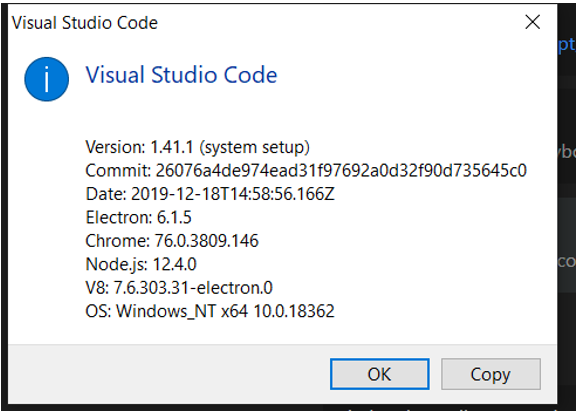 Visual Studio Code
Visual Studio Code
Version: 1.41.1 (system setup)
Commit: 26076a4de974ead31f97692a0d32f90d735645c0
Date: 2019-12-18T14:58:56.166Z
Electron: 6.1.5
Chrome: 76.0.3809.146
Node.js: 12.4.0
V8: 7.6.303.31-electron.0
OS: Windows_NT x64 10.0.18362
OK
Copy